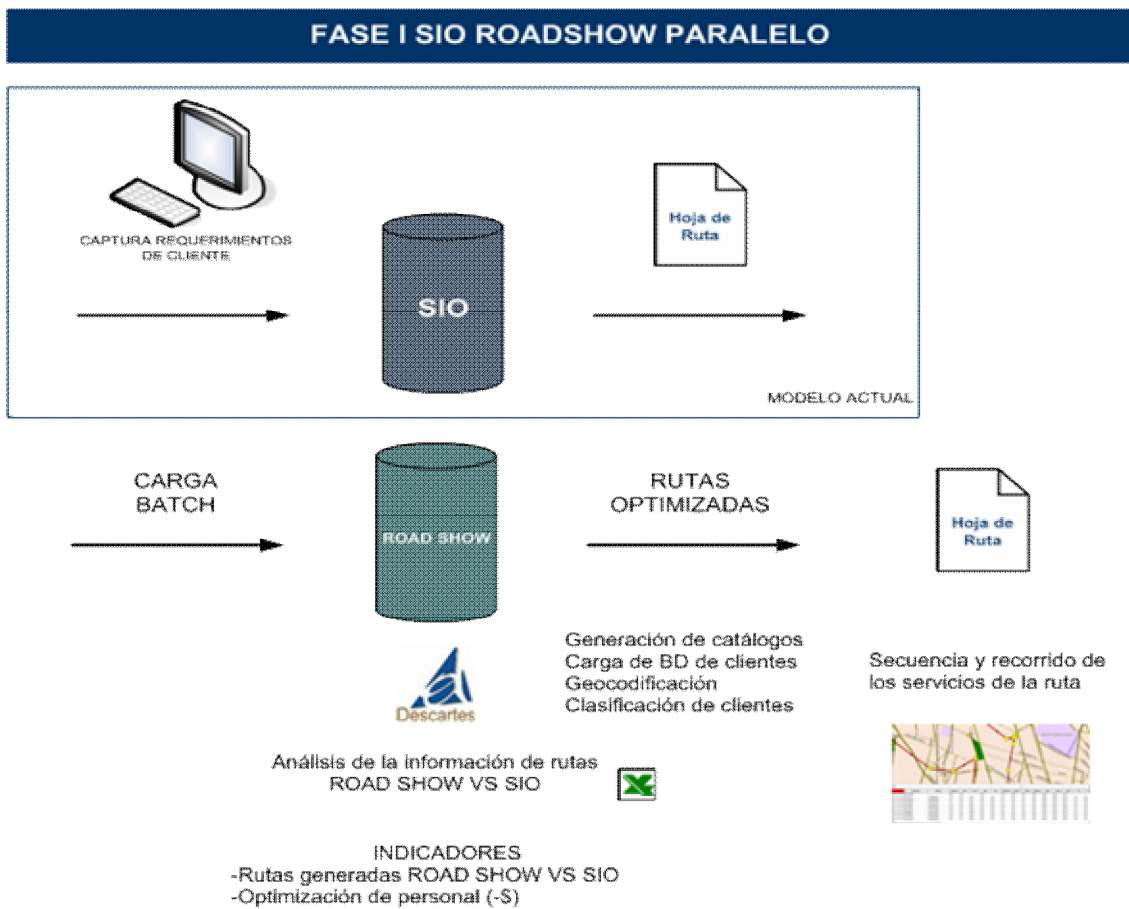 FASE I SIO ROADSHOW PARALELO
CAPTURA REQUERIMIENTOS
DE CLIENTE
SIO
Hoja de
Ruta
MODELO ACTUAL
CARGA
BATCH
ROAD SHOW
RUTAS
OPTIMIZADAS
Hoja de
Ruta
Descartes
Generación de catálogos
Carga de BD de clientes
Geocodificación
Clasificación de clientes
Secuencia y recorrido de
los servicios de la ruta
Análisis de la información de rutas
ROAD SHOW VS SIO
INDICADORES
-Rutas generadas ROAD SHOW VS SIO
-Optimización de personal (-$)